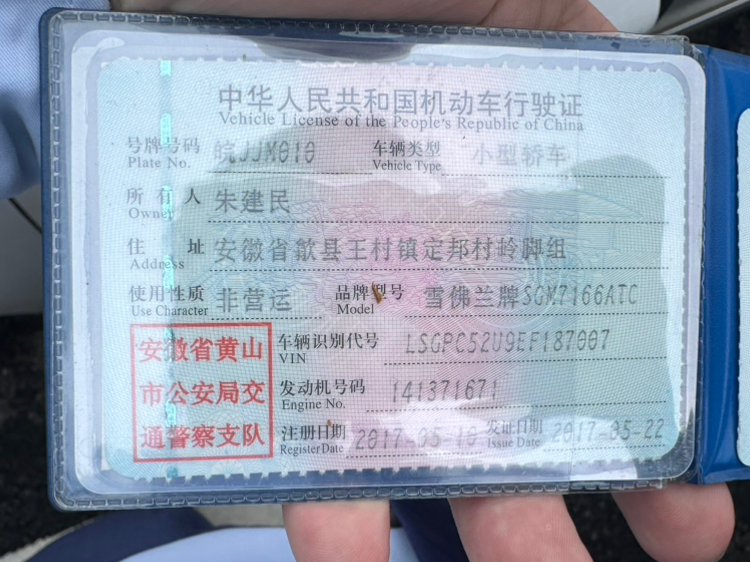 中华人民共和国机动车行驶证
Vehicle License of the People's Republic of China
号牌号码 皖JJM010 车辆类型 小型轿车
Plate No. Vehicle Type
所有人 朱建民
Owner
住址 安徽省歙县王村镇定邦村岭脚组
Address
使用性质 非营运 品牌型号 雪佛兰牌SGM7166ATC
Use Character Model
安徽省黄山
市公安局交
通警察支队
车辆识别代号 LSGPC52U9EF187007
VIN
发动机号码 141371671
Engine No.
注册日期 2017-05-10 发证日期 2017-05-22
Register Date Issue Date